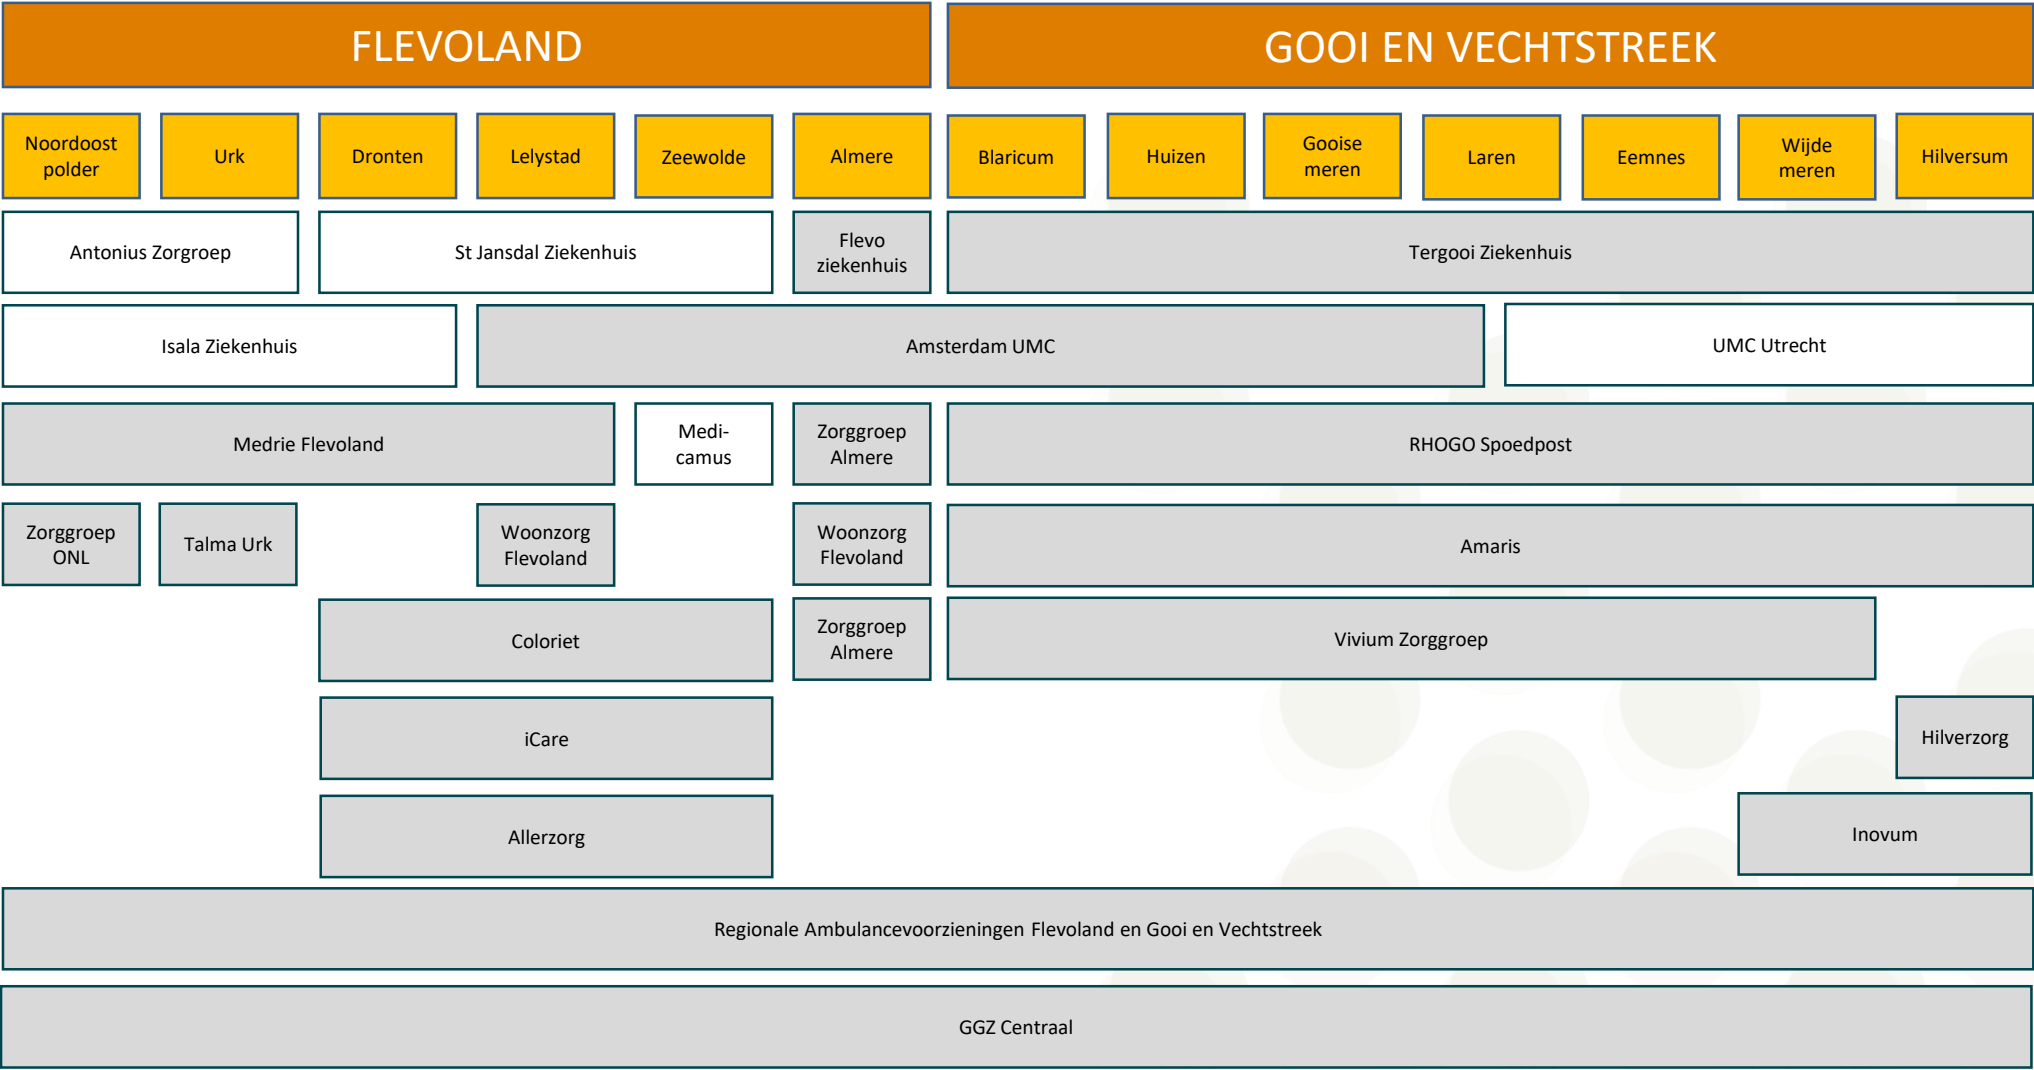 FLEVOLAND
GOOI EN VECHTSTREEK
Noordoost
polder
Urk
Dronten
Lelystad
Zeewolde
Almere
Blaricum
Huizen
Gooise
meren
Laren
Eemnes
Wijde
meren
Hilversum
Antonius Zorgroep
St Jansdal Ziekenhuis
Flevo
ziekenhuis
Tergooi Ziekenhuis
Isala Ziekenhuis
Amsterdam UMC
UMC Utrecht
Medrie Flevoland
Medi-
camus
Zorggroep
Almere
RHOGO Spoedpost
Zorggroep
ONL
Talma Urk
Woonzorg
Flevoland
Woonzorg
Flevoland
Amaris
Coloriet
Zorggroep
Almere
Vivium Zorggroep
iCare
Hilverzorg
Allerzorg
Inovum
Regionale Ambulancevoorzieningen Flevoland en Gooi en Vechtstreek
GGZ Centraal